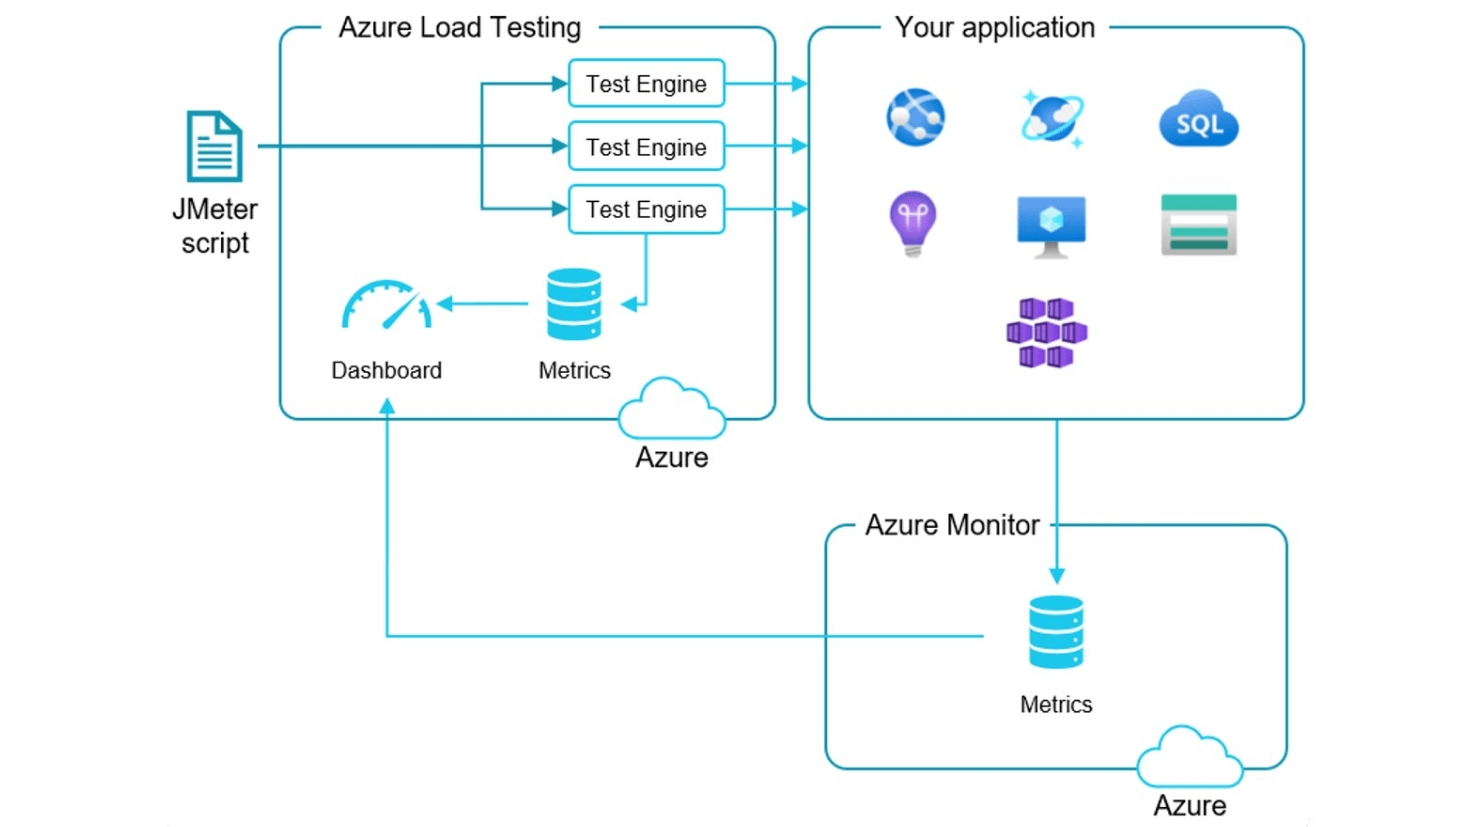 Azure Load Testing
Your application
Test Engine
Test Engine
Test Engine
JMeter
script
SQL
Dashboard
Metrics
Azure
Azure Monitor
Metrics
Azure